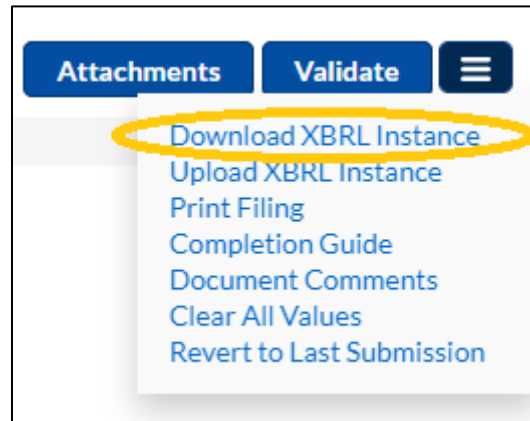 Attachments Validate
Download XBRL Instance
Upload XBRL Instance
Print Filing
Completion Guide
Document Comments
Clear All Values
Revert to Last Submission